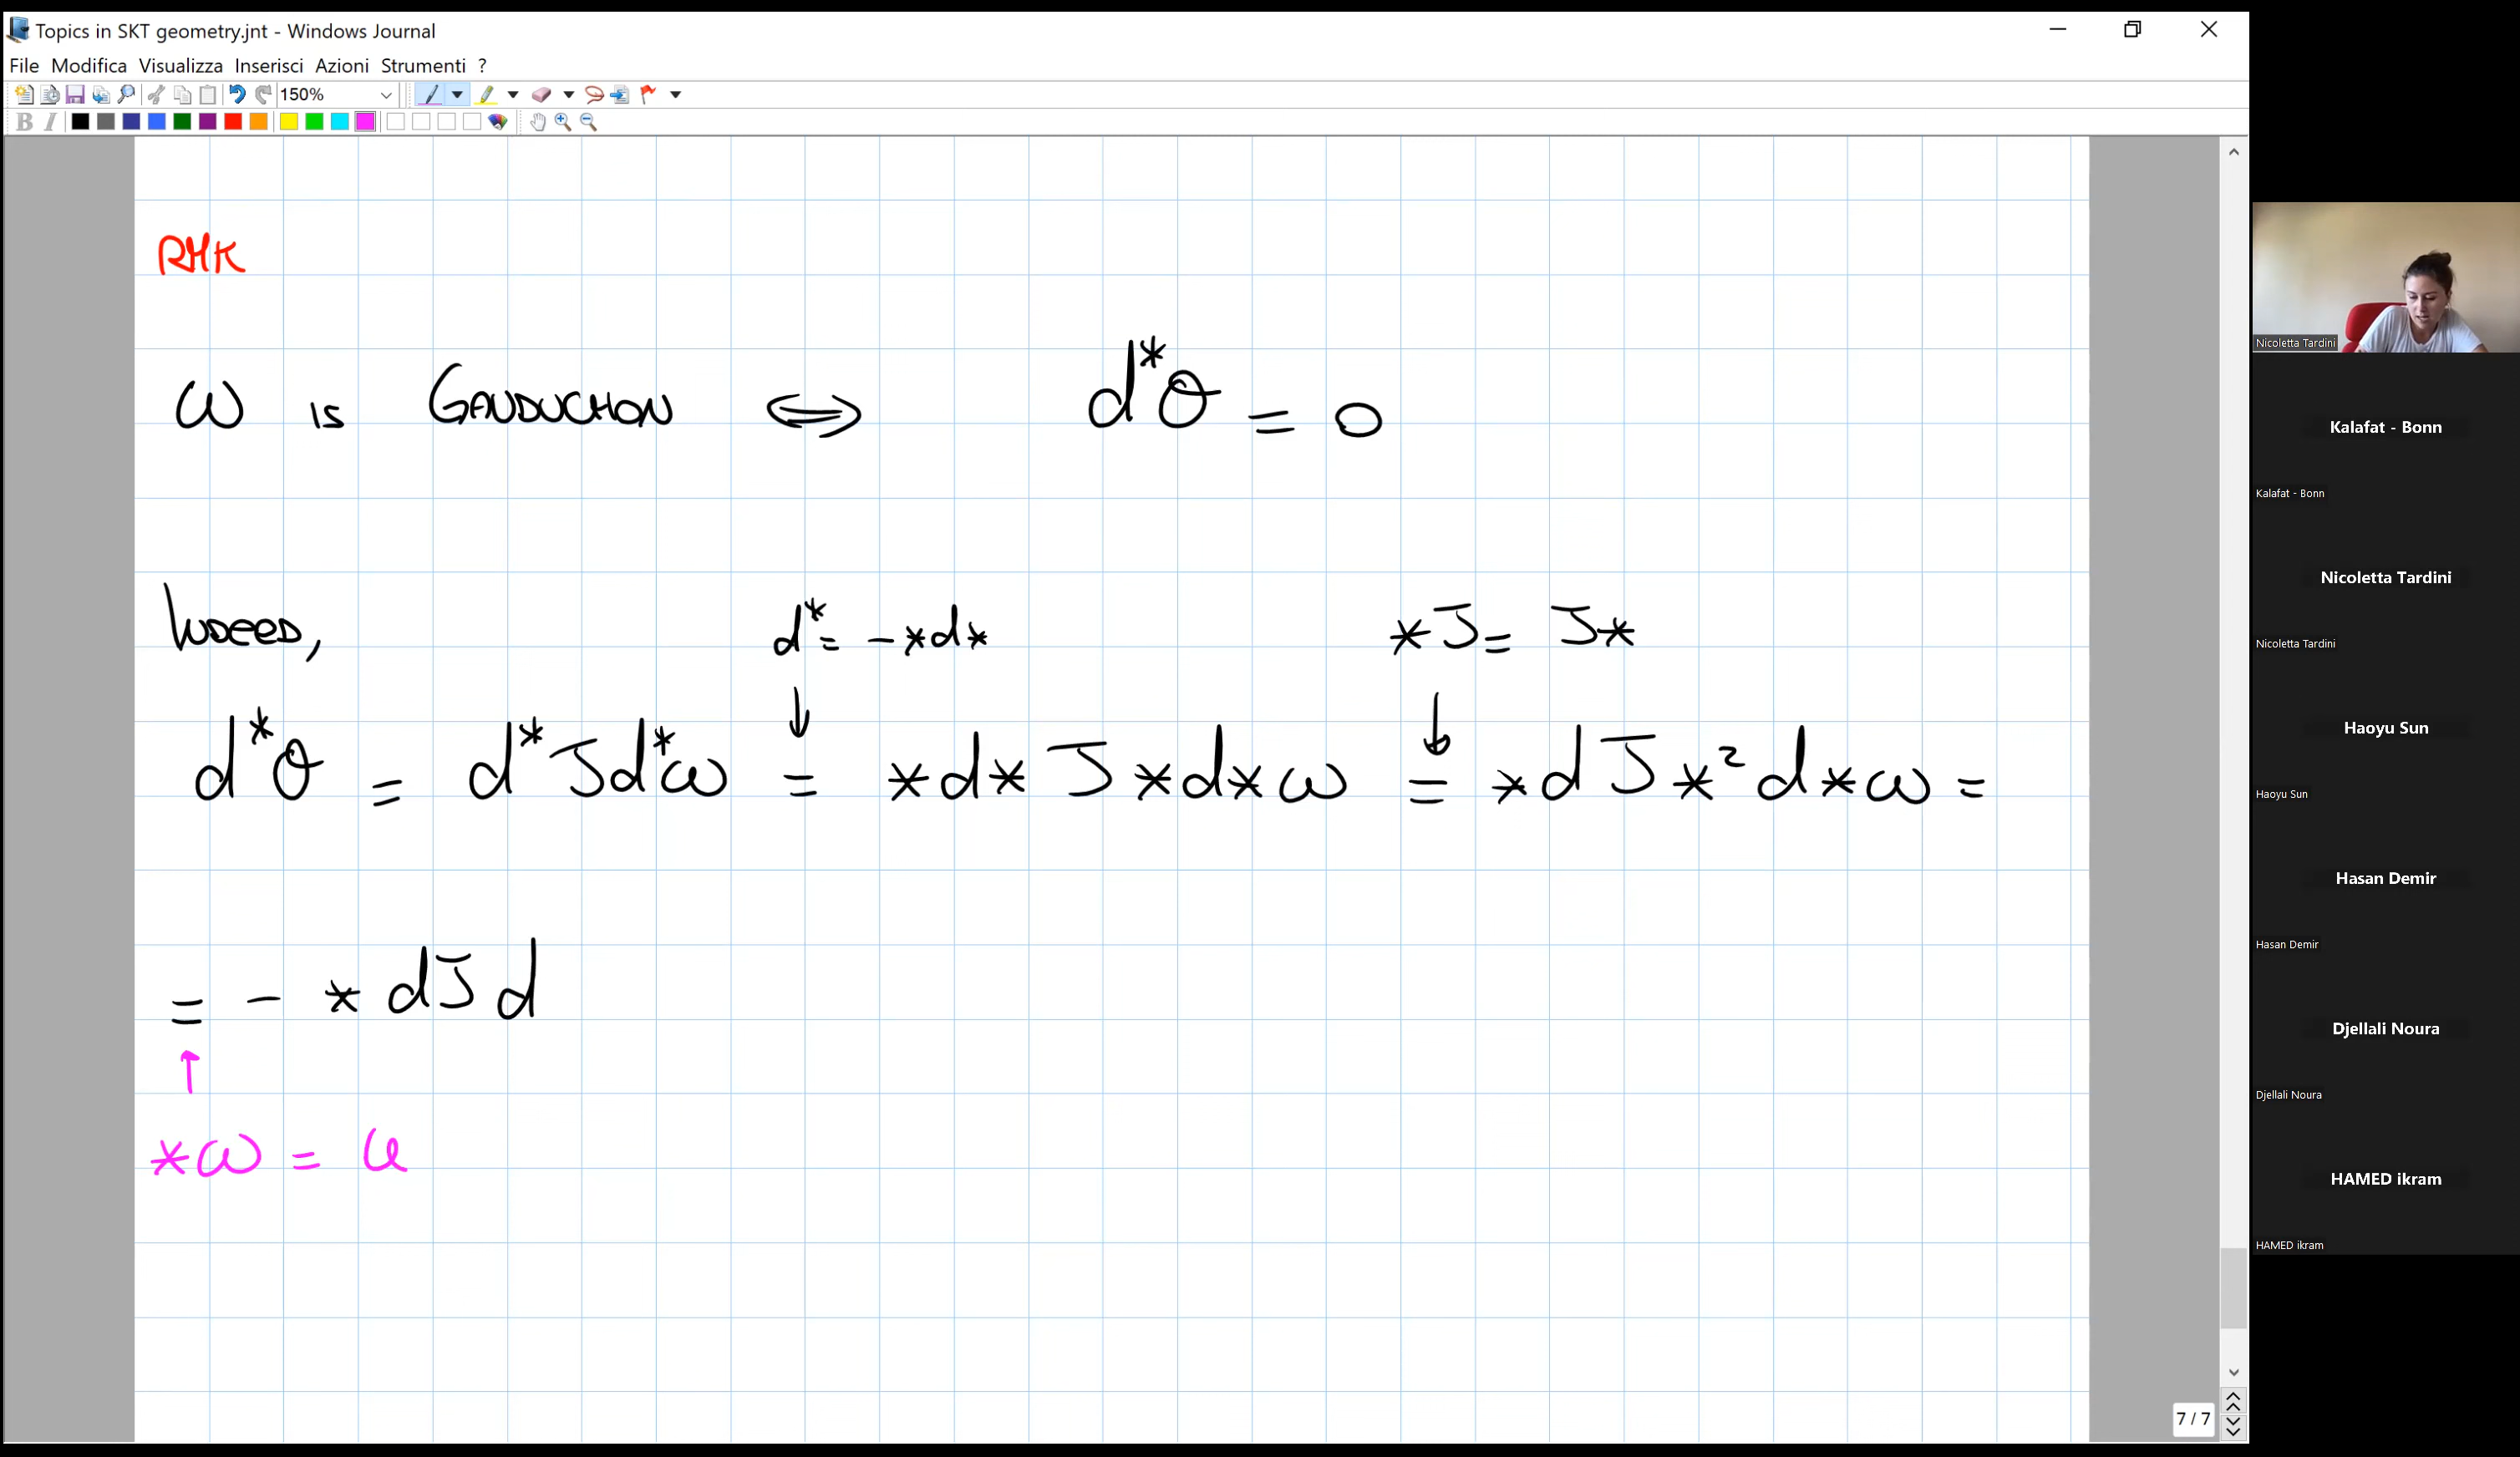 Topics in SKT geometry.jnt - Windows Journal
File Modifica Visualizza Inserisci Azioni Strumenti ?
150%
B I
RMK
ω IS GAUDUCHON ⟺ d*θ = 0
INDEED,
d* = - *d*
*J = J*
↓ ↓
d*θ = d*Jd*ω = *d*J*d*ω = *dJ*²d*ω =
= - *dJd
↑
*ω =
7 / 7
Nicoletta Tardini
Kalafat - Bonn
Kalafat - Bonn
Nicoletta Tardini
Nicoletta Tardini
Haoyu Sun
Haoyu Sun
Hasan Demir
Hasan Demir
Djellali Noura
Djellali Noura
HAMED ikram
HAMED ikram